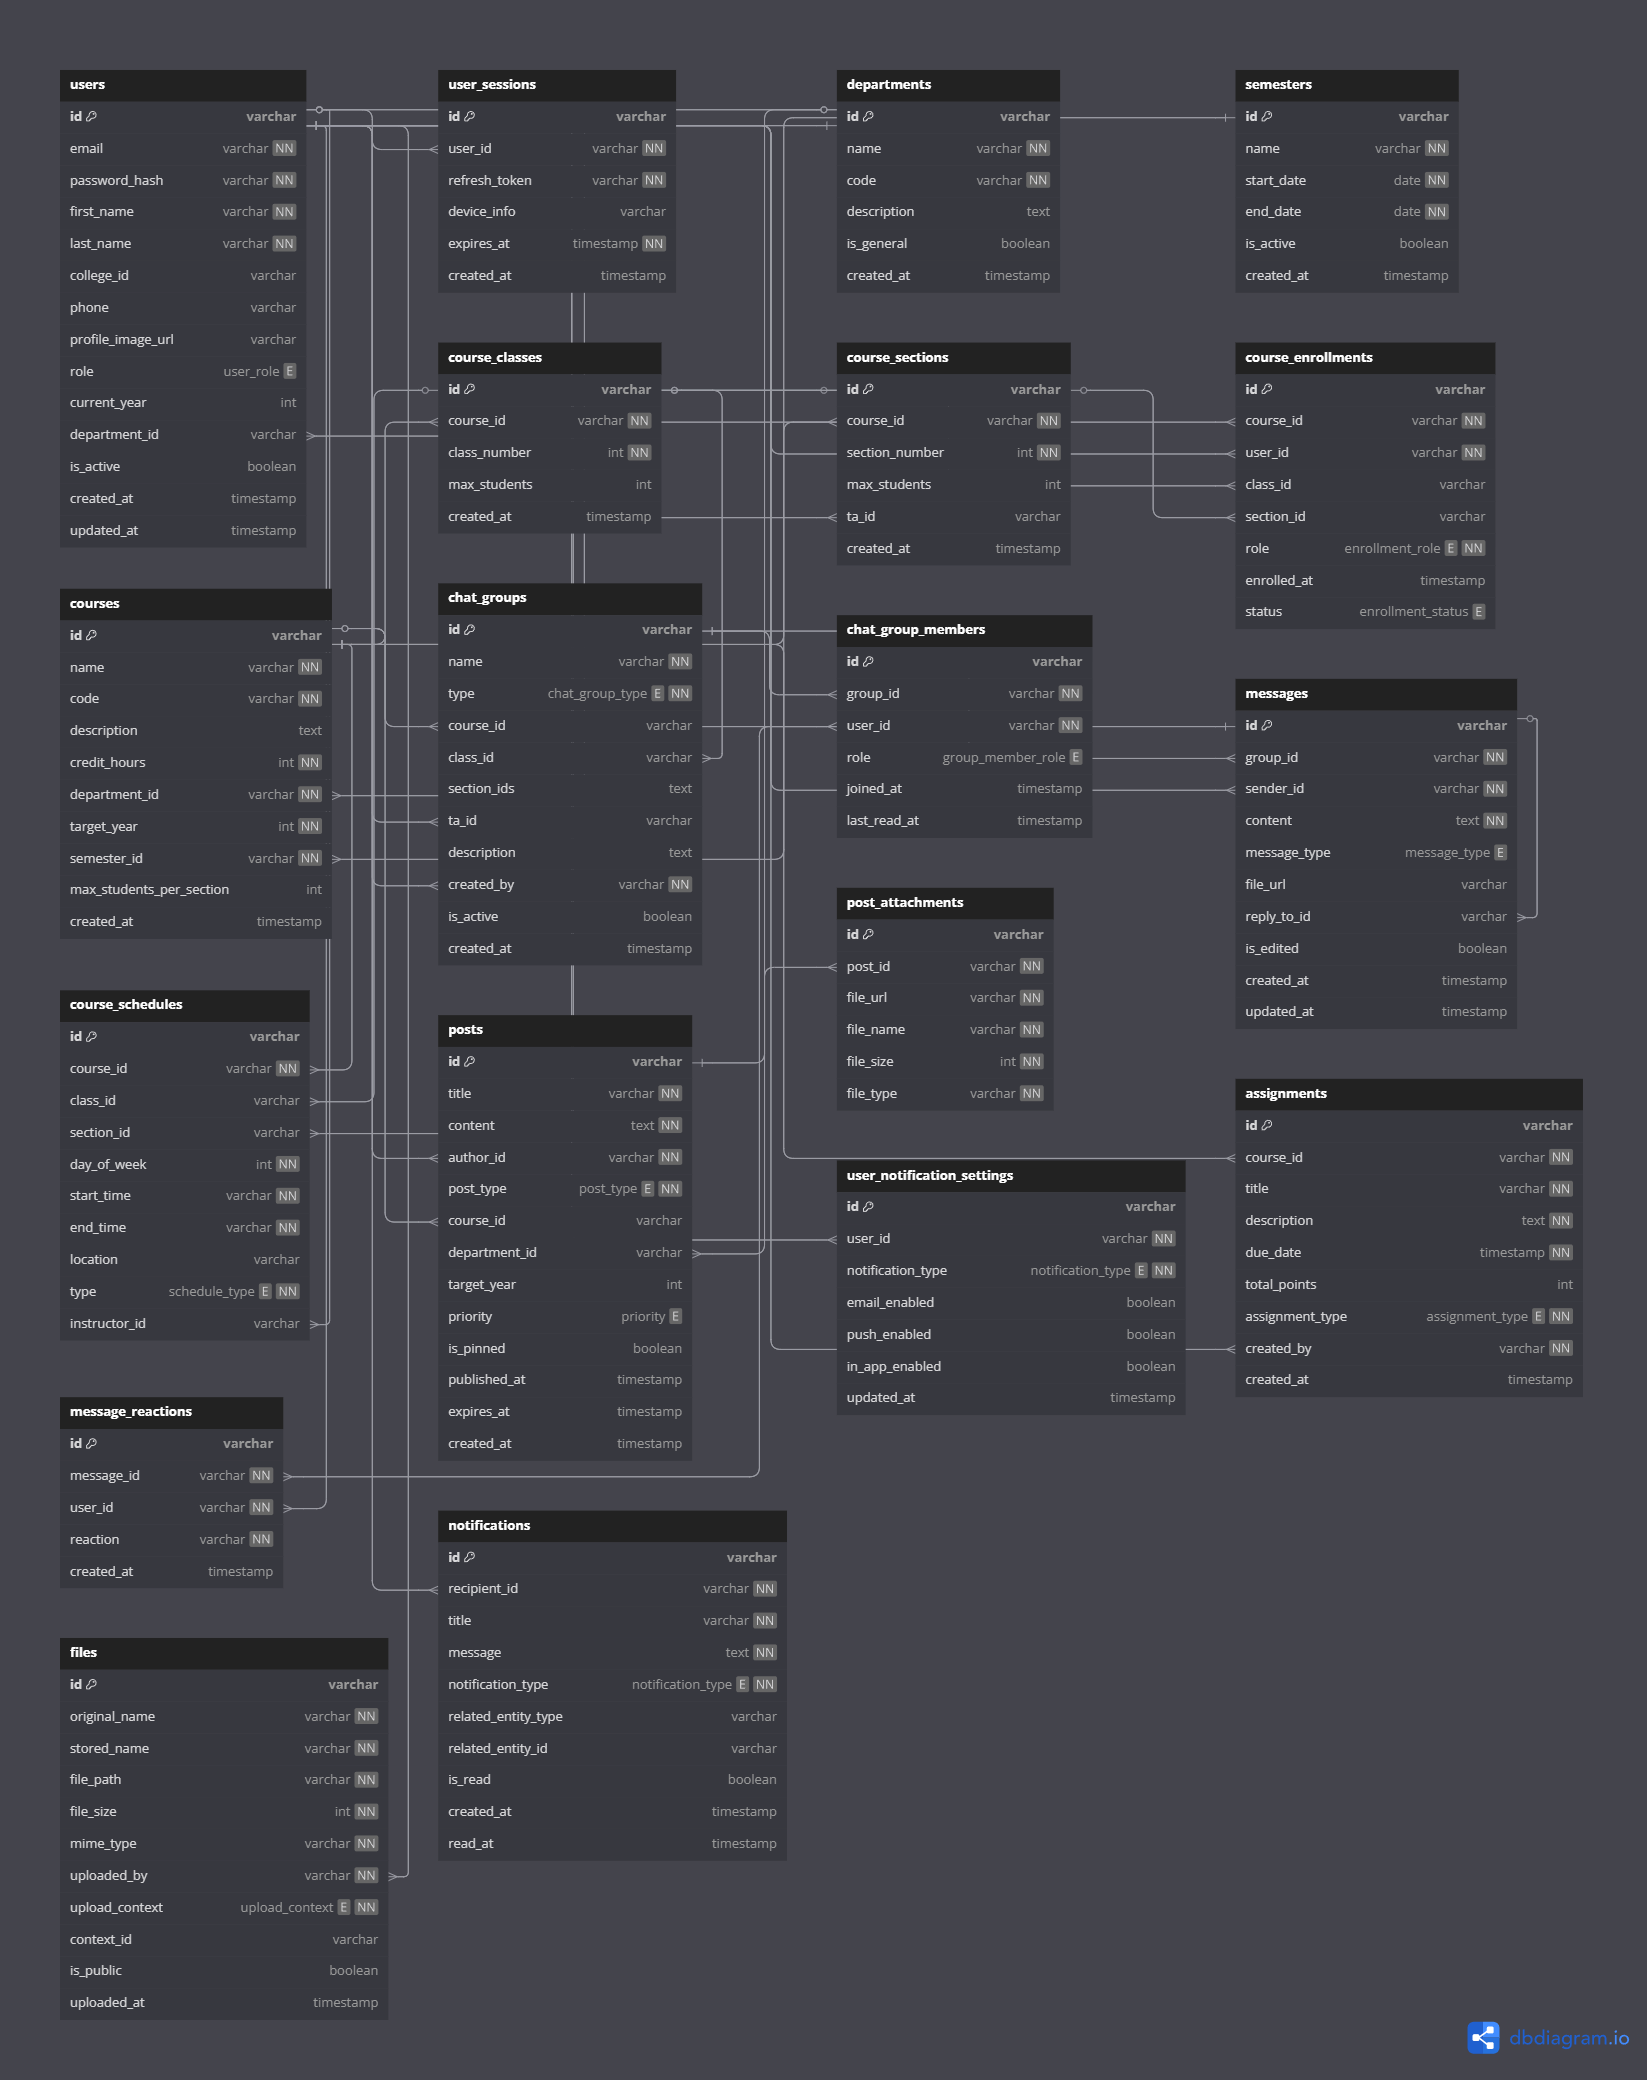 users
id varchar
email varchar NN
password_hash varchar NN
first_name varchar NN
last_name varchar NN
college_id varchar
phone varchar
profile_image_url varchar
role user_role E
current_year int
department_id varchar
is_active boolean
created_at timestamp
updated_at timestamp
user_sessions
id varchar
user_id varchar NN
refresh_token varchar NN
device_info varchar
expires_at timestamp NN
created_at timestamp
departments
id varchar
name varchar NN
code varchar NN
description text
is_general boolean
created_at timestamp
semesters
id varchar
name varchar NN
start_date date NN
end_date date NN
is_active boolean
created_at timestamp
course_classes
id varchar
course_id varchar NN
class_number int NN
max_students int
created_at timestamp
course_sections
id varchar
course_id varchar NN
section_number int NN
max_students int
ta_id varchar
created_at timestamp
course_enrollments
id varchar
course_id varchar NN
user_id varchar NN
class_id varchar
section_id varchar
role enrollment_role E NN
enrolled_at timestamp
status enrollment_status E
courses
id varchar
name varchar NN
code varchar NN
description text
credit_hours int NN
department_id varchar NN
target_year int NN
semester_id varchar NN
max_students_per_section int
created_at timestamp
chat_groups
id varchar
name varchar NN
type chat_group_type E NN
course_id varchar
class_id varchar
section_ids text
ta_id varchar
description text
created_by varchar NN
is_active boolean
created_at timestamp
chat_group_members
id varchar
group_id varchar NN
user_id varchar NN
role group_member_role E
joined_at timestamp
last_read_at timestamp
messages
id varchar
group_id varchar NN
sender_id varchar NN
content text NN
message_type message_type E
file_url varchar
reply_to_id varchar
is_edited boolean
created_at timestamp
updated_at timestamp
course_schedules
id varchar
course_id varchar NN
class_id varchar
section_id varchar
day_of_week int NN
start_time varchar NN
end_time varchar NN
location varchar
type schedule_type E NN
instructor_id varchar
posts
id varchar
title varchar NN
content text NN
author_id varchar NN
post_type post_type E NN
course_id varchar
department_id varchar
target_year int
priority priority E
is_pinned boolean
published_at timestamp
expires_at timestamp
created_at timestamp
post_attachments
id varchar
post_id varchar NN
file_url varchar NN
file_name varchar NN
file_size int NN
file_type varchar NN
assignments
id varchar
course_id varchar NN
title varchar NN
description text NN
due_date timestamp NN
total_points int
assignment_type assignment_type E NN
created_by varchar NN
created_at timestamp
user_notification_settings
id varchar
user_id varchar NN
notification_type notification_type E NN
email_enabled boolean
push_enabled boolean
in_app_enabled boolean
updated_at timestamp
message_reactions
id varchar
message_id varchar NN
user_id varchar NN
reaction varchar NN
created_at timestamp
notifications
id varchar
recipient_id varchar NN
title varchar NN
message text NN
notification_type notification_type E NN
related_entity_type varchar
related_entity_id varchar
is_read boolean
created_at timestamp
read_at timestamp
files
id varchar
original_name varchar NN
stored_name varchar NN
file_path varchar NN
file_size int NN
mime_type varchar NN
uploaded_by varchar NN
upload_context upload_context E NN
context_id varchar
is_public boolean
uploaded_at timestamp
dbdiagram.io